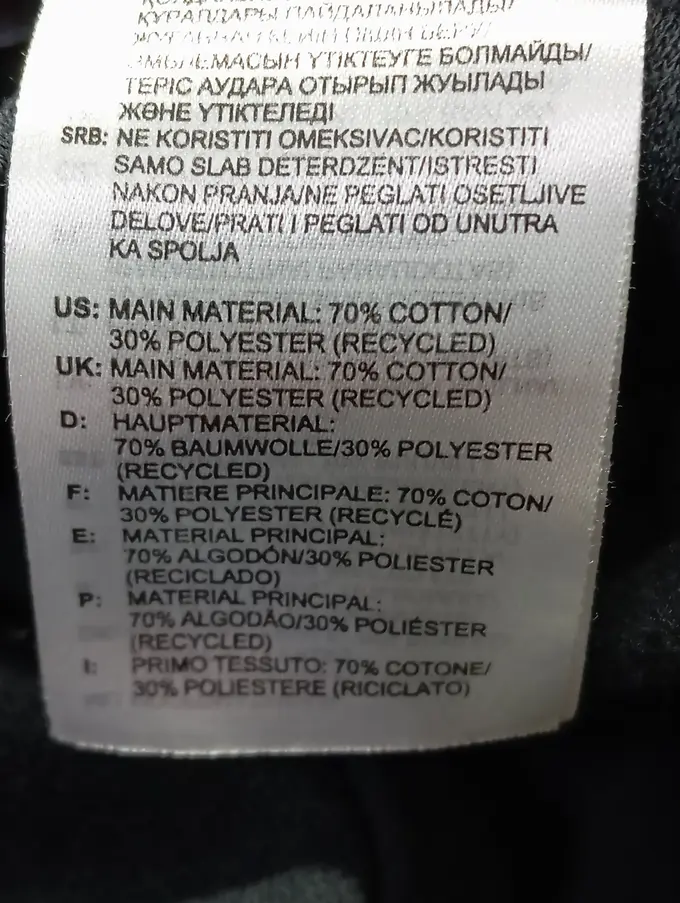 ҚҰРАЛДАРЫ ПАЙДАЛАНЫЛАДЫ/
ҮТІКТЕУГЕ БОЛМАЙДЫ/
ТЕРІС АУДАРА ОТЫРЫП ЖУЫЛАДЫ
ЖӘНЕ ҮТІКТЕЛЕДІ
SRB: NE KORISTITI OMEKSIVAC/KORISTITI
SAMO SLAB DETERDZENT/ISTRESTI
NAKON PRANJA/NE PEGLATI OSETLJIVE
DELOVE/PRATI I PEGLATI OD UNUTRA
KA SPOLJA
US: MAIN MATERIAL: 70% COTTON/
30% POLYESTER (RECYCLED)
UK: MAIN MATERIAL: 70% COTTON/
30% POLYESTER (RECYCLED)
D: HAUPTMATERIAL:
70% BAUMWOLLE/30% POLYESTER
(RECYCLED)
F: MATIERE PRINCIPALE: 70% COTON/
30% POLYESTER (RECYCLÉ)
E: MATERIAL PRINCIPAL:
70% ALGODÓN/30% POLIESTER
(RECICLADO)
P: MATERIAL PRINCIPAL:
70% ALGODÃO/30% POLIÉSTER
(RECYCLED)
I: PRIMO TESSUTO: 70% COTONE/
30% POLIESTERE (RICICLATO)